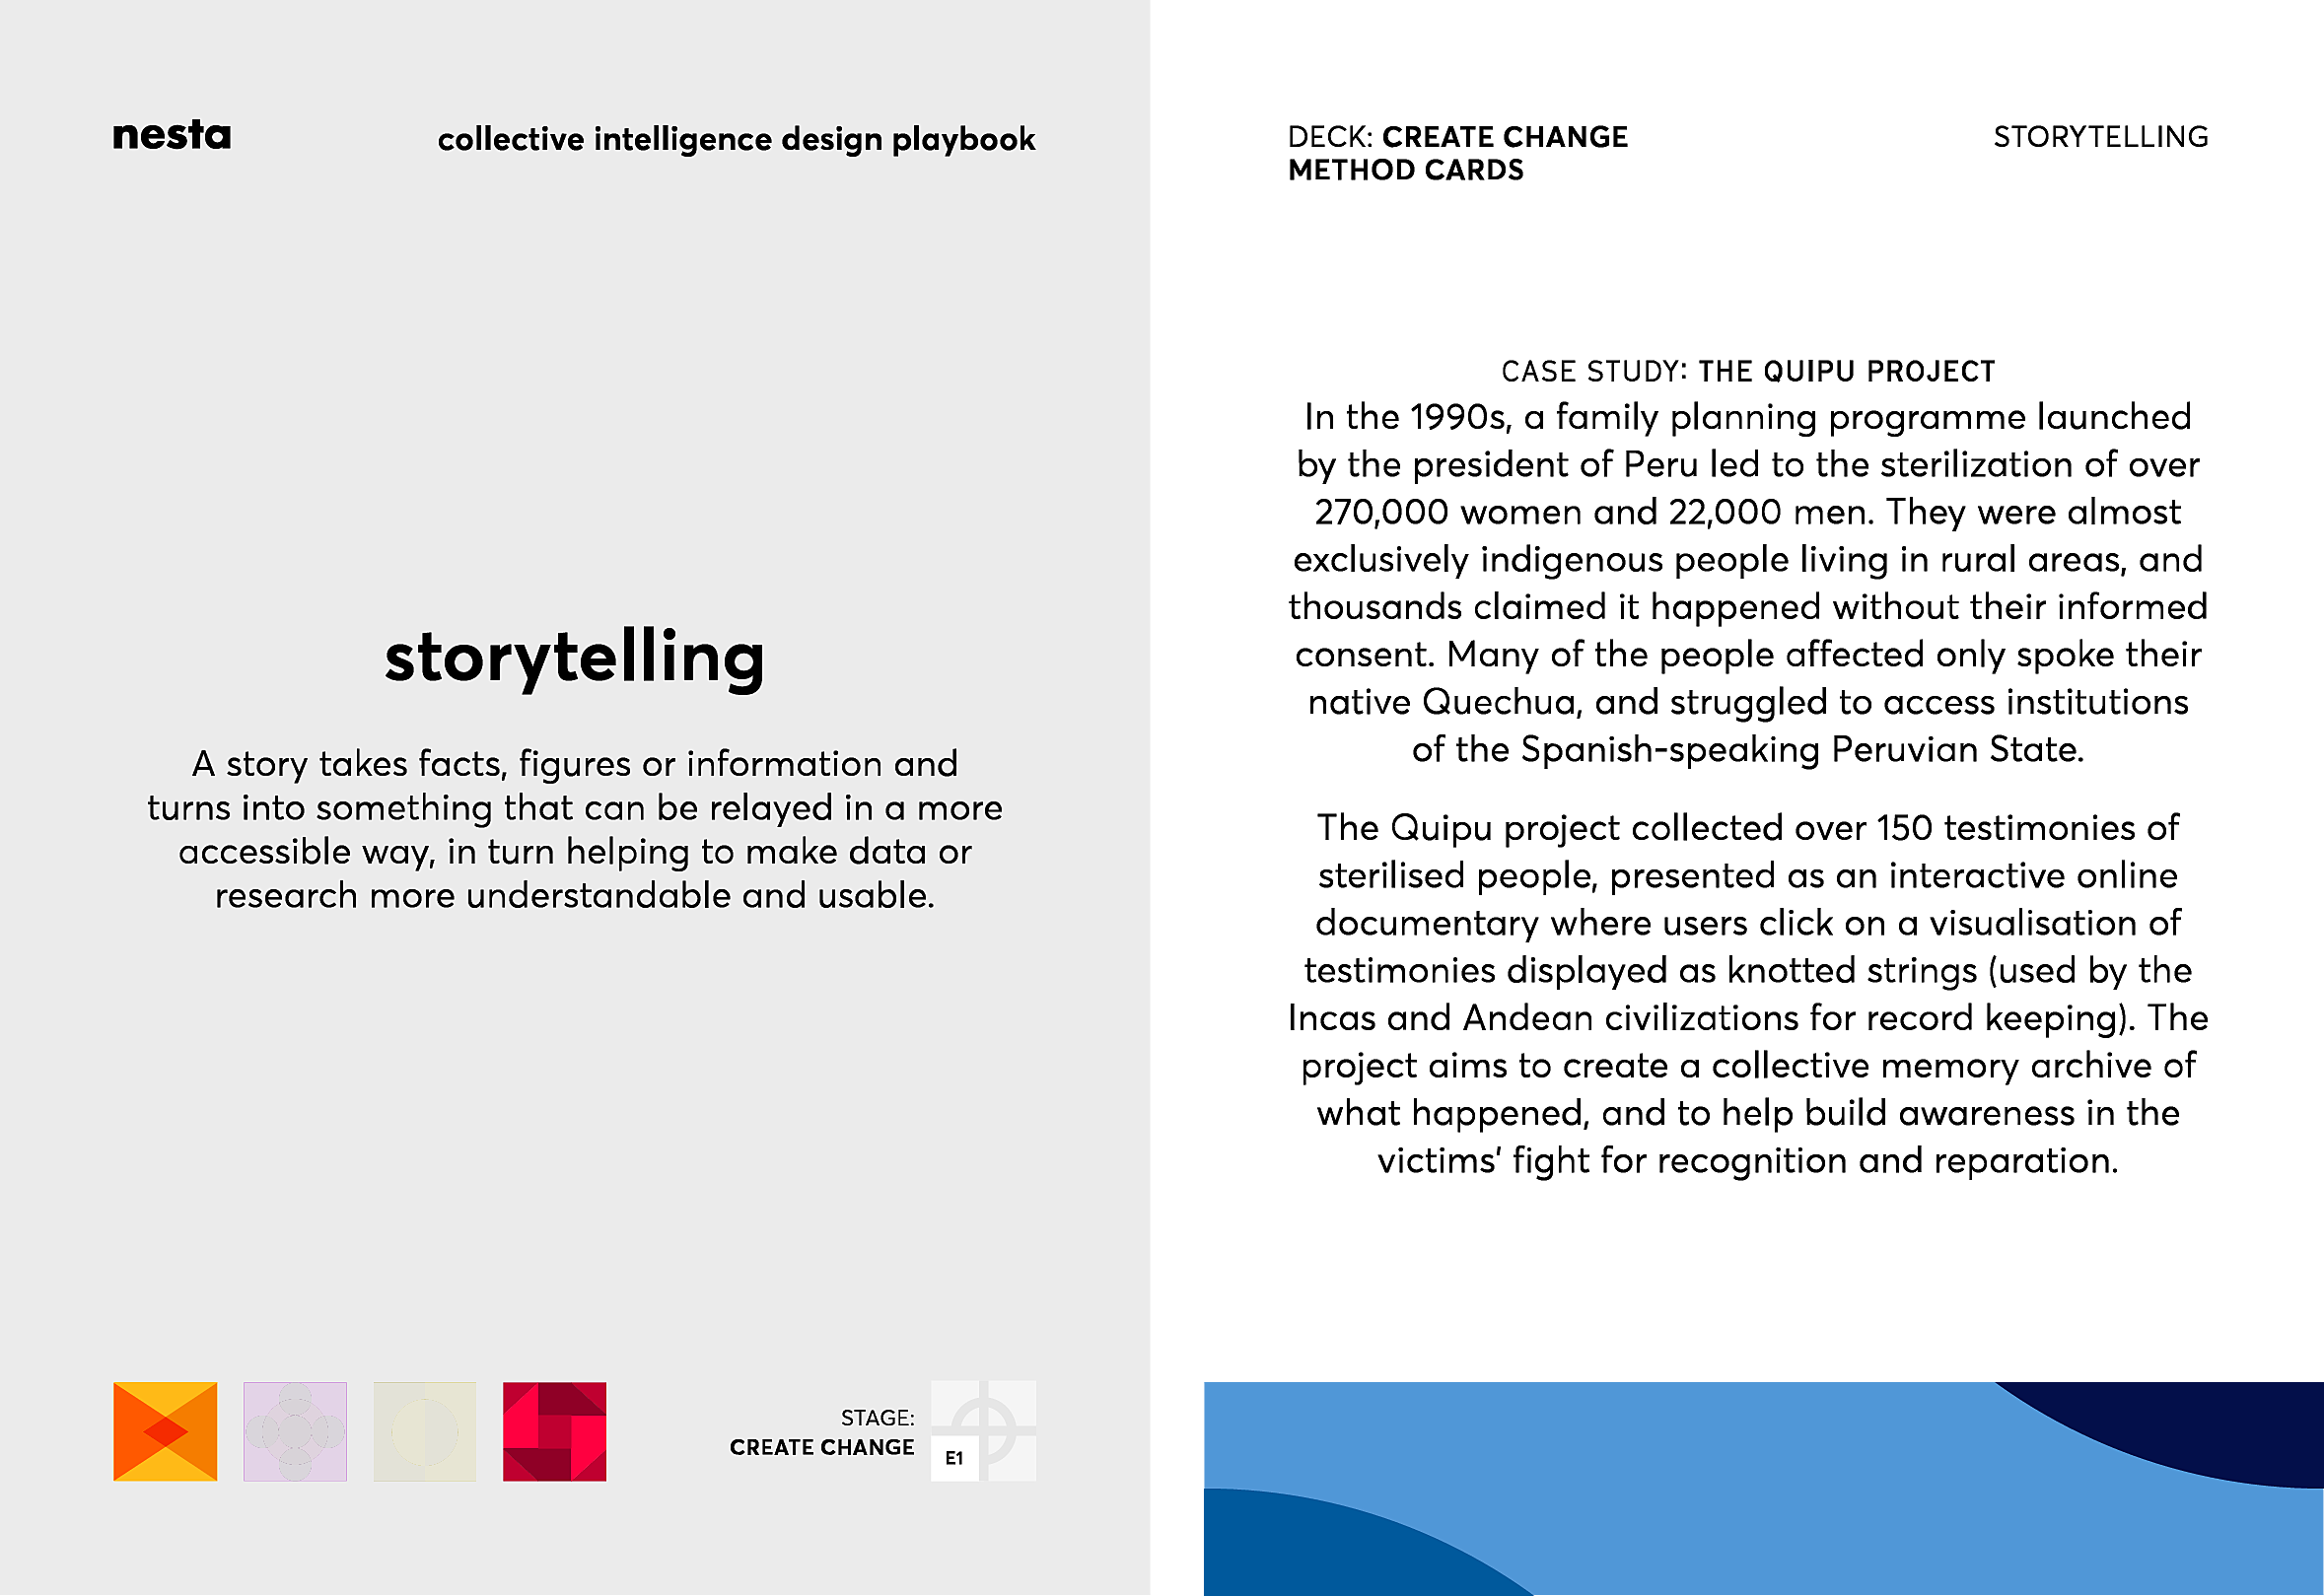 nesta
collective intelligence design playbook
storytelling
A story takes facts, figures or information and
turns into something that can be relayed in a more
accessible way, in turn helping to make data or
research more understandable and usable.
STAGE:
CREATE CHANGE
E1
DECK: CREATE CHANGE
METHOD CARDS
STORYTELLING
CASE STUDY: THE QUIPU PROJECT
In the 1990s, a family planning programme launched
by the president of Peru led to the sterilization of over
270,000 women and 22,000 men. They were almost
exclusively indigenous people living in rural areas, and
thousands claimed it happened without their informed
consent. Many of the people affected only spoke their
native Quechua, and struggled to access institutions
of the Spanish-speaking Peruvian State.
The Quipu project collected over 150 testimonies of
sterilised people, presented as an interactive online
documentary where users click on a visualisation of
testimonies displayed as knotted strings (used by the
Incas and Andean civilizations for record keeping). The
project aims to create a collective memory archive of
what happened, and to help build awareness in the
victims' fight for recognition and reparation.